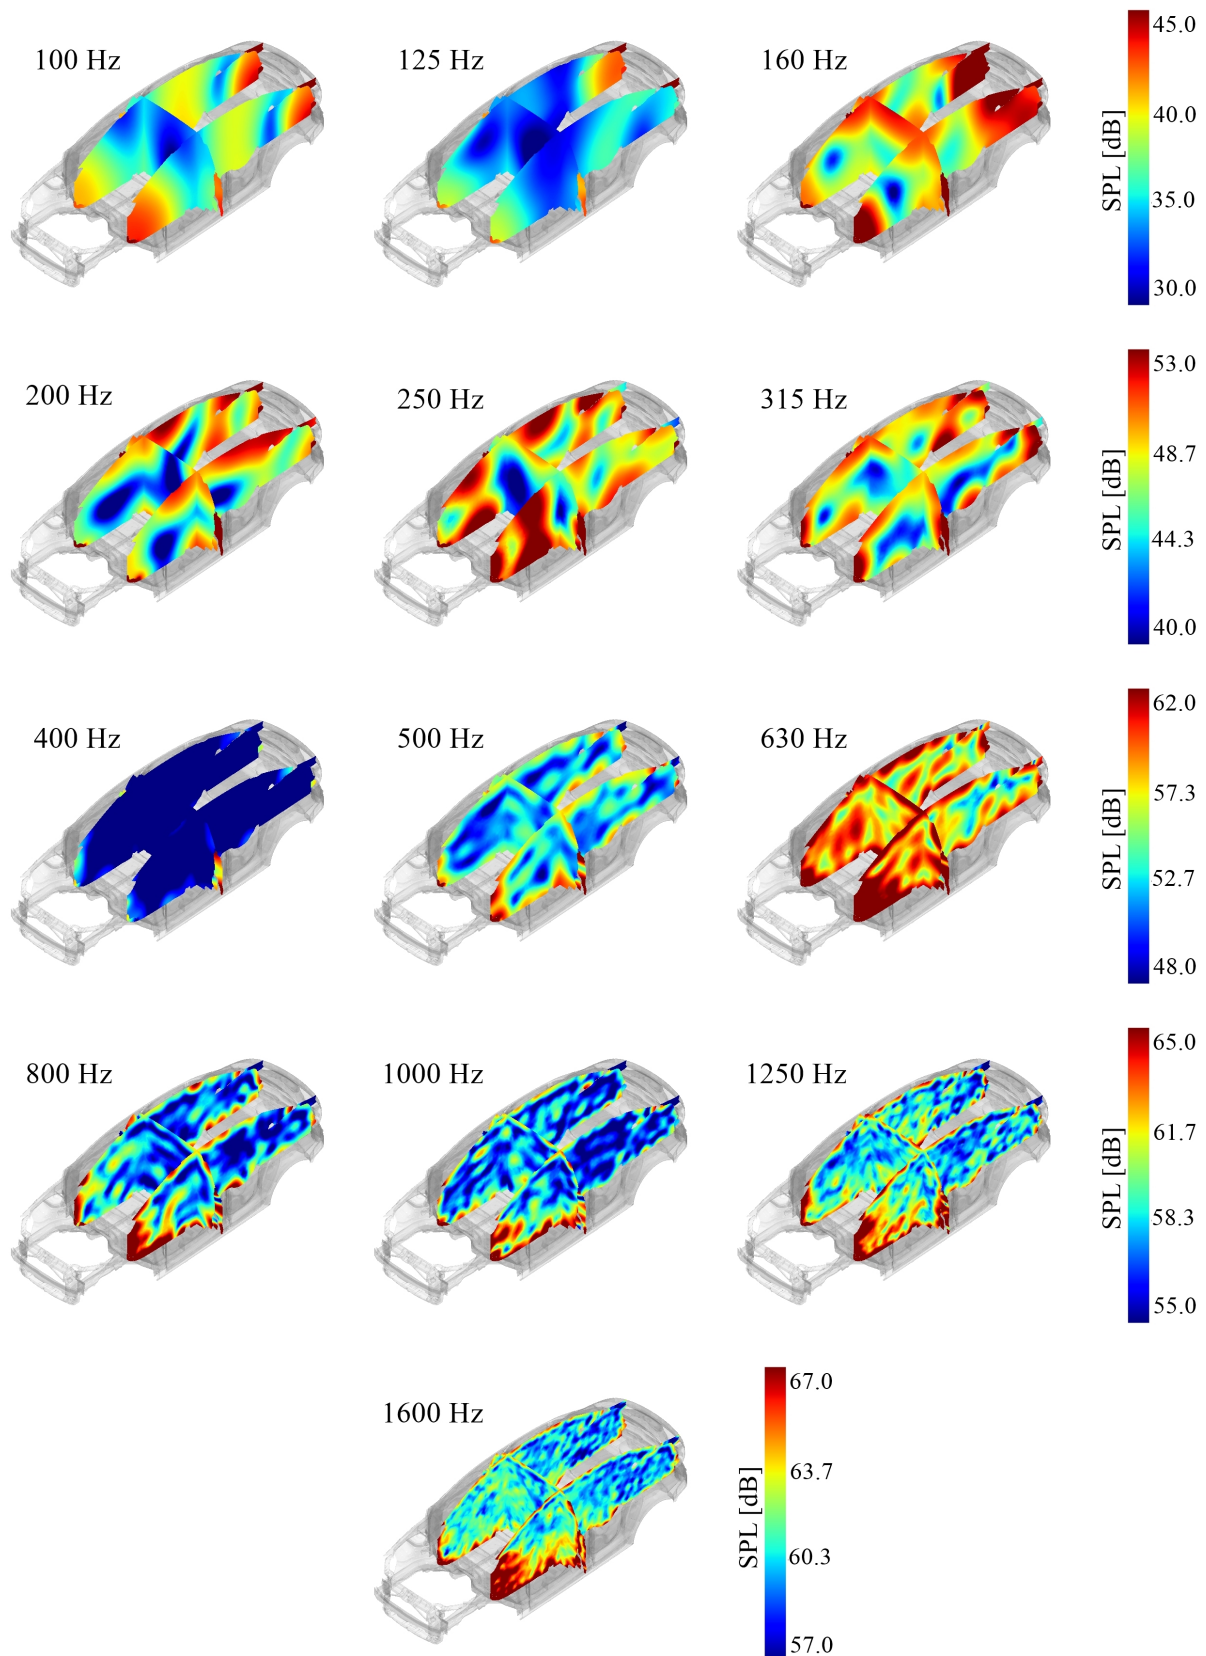 100 Hz
125 Hz
160 Hz
45.0
40.0
35.0
30.0
SPL [dB]
200 Hz
250 Hz
315 Hz
53.0
48.7
44.3
40.0
SPL [dB]
400 Hz
500 Hz
630 Hz
62.0
57.3
52.7
48.0
SPL [dB]
800 Hz
1000 Hz
1250 Hz
65.0
61.7
58.3
55.0
SPL [dB]
1600 Hz
67.0
63.7
60.3
57.0
SPL [dB]